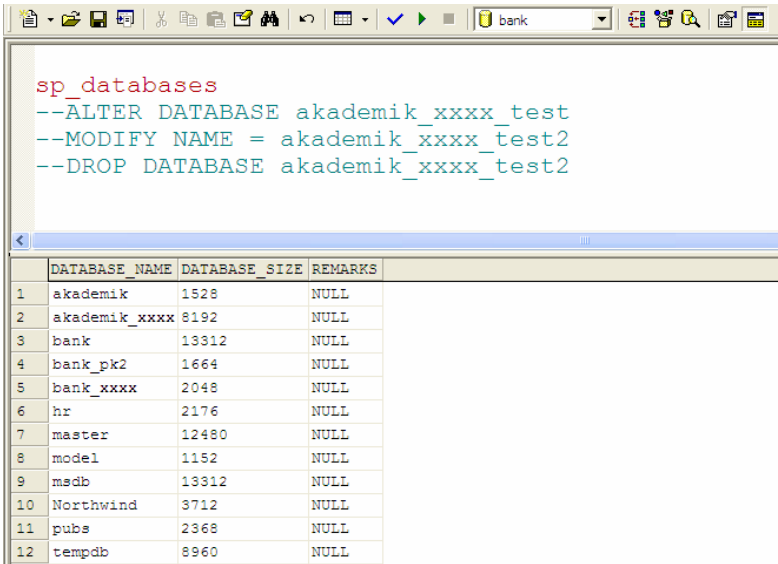 bank
sp_databases
--ALTER DATABASE akademik_xxxx_test
--MODIFY NAME = akademik_xxxx_test2
--DROP DATABASE akademik_xxxx_test2
DATABASE_NAME DATABASE_SIZE REMARKS
1 akademik 1528 NULL
2 akademik_xxxx 8192 NULL
3 bank 13312 NULL
4 bank_pk2 1664 NULL
5 bank_xxxx 2048 NULL
6 hr 2176 NULL
7 master 12480 NULL
8 model 1152 NULL
9 msdb 13312 NULL
10 Northwind 3712 NULL
11 pubs 2368 NULL
12 tempdb 8960 NULL